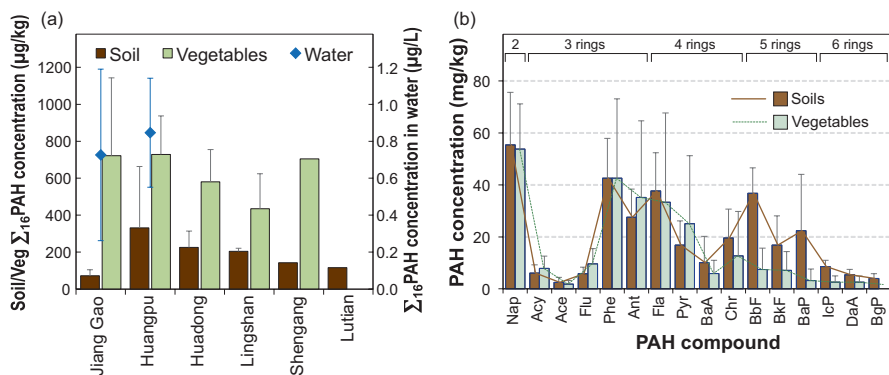 (a)
Soil/Veg Σ16PAH concentration (µg/kg)
1200
1000
800
600
400
200
0
Soil Vegetables Water
1.2
1.0
0.8
0.6
0.4
0.2
0.0
Σ16PAH concentration in water (µg/L)
Jiang Gao
Huangpu
Huadong
Lingshan
Shengang
Lutian
(b)
2 3 rings 4 rings 5 rings 6 rings
PAH concentration (mg/kg)
80
60
40
20
0
Soils
Vegetables
Nap
Acy
Ace
Flu
Phe
Ant
Fla
Pyr
BaA
Chr
BbF
BkF
BaP
IcP
DaA
BgP
PAH compound